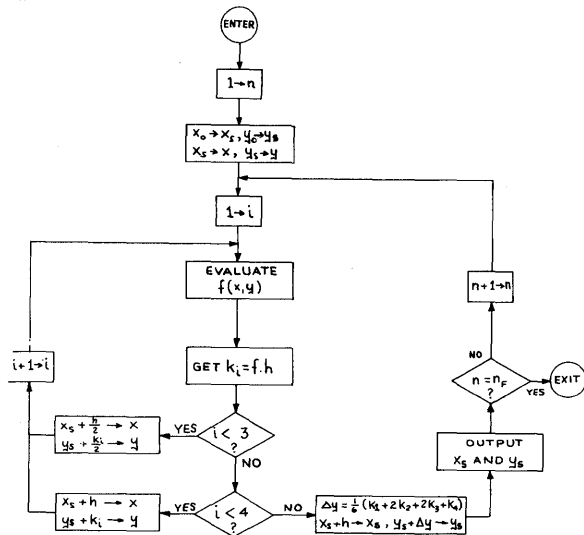 ENTER
1→n
x₀→xₛ, y₀→yₛ
xₛ→x, yₛ→y
1→i
EVALUATE
f(x,y)
GET kᵢ=f.h
i+1→i
i<3
?
YES
NO
xₛ+h/2→x
yₛ+kᵢ/2→y
i<4
?
YES
NO
xₛ+h→x
yₛ+kᵢ→y
Δy=1/6(k₁+2k₂+2k₃+k₄)
xₛ+h→xₛ, yₛ+Δy→yₛ
OUTPUT
xₛ AND yₛ
n=n_F
?
YES
EXIT
NO
n+1→n